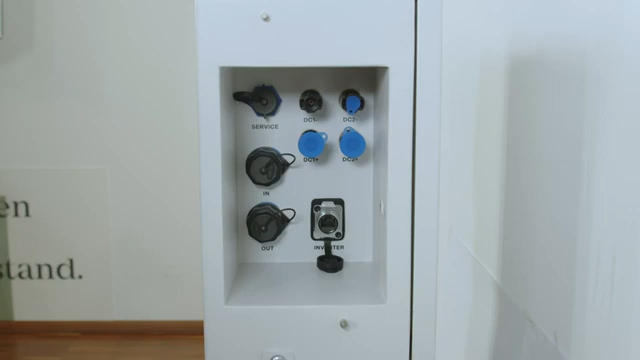 SERVICE
DC1-
DC2-
DC1+
DC2+
IN
OUT
INVERTER
en
stand.